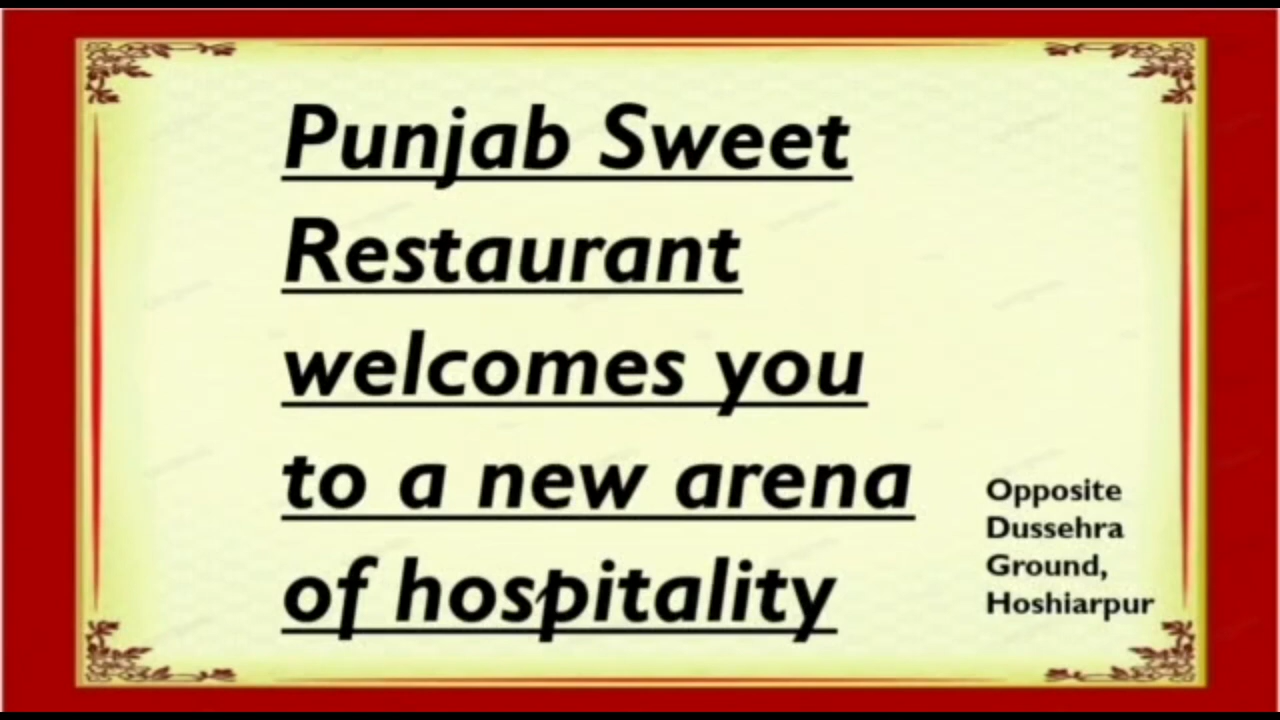 Punjab Sweet
Restaurant
welcomes you
to a new arena
of hospitality
Opposite
Dussehra
Ground,
Hoshiarpur